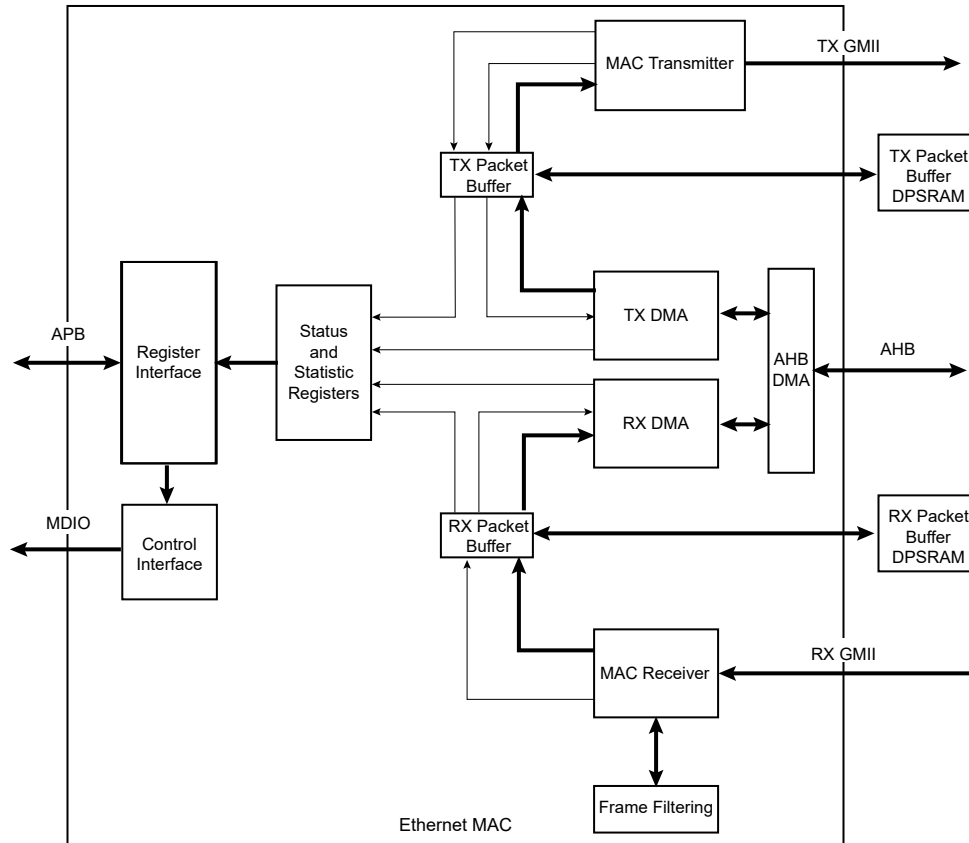 TX GMII
MAC Transmitter
TX Packet
Buffer
DPSRAM
TX Packet
Buffer
TX DMA
AHB
DMA
AHB
APB
Register
Interface
Status
and
Statistic
Registers
RX DMA
MDIO
Control
Interface
RX Packet
Buffer
RX Packet
Buffer
DPSRAM
RX GMII
MAC Receiver
Frame Filtering
Ethernet MAC